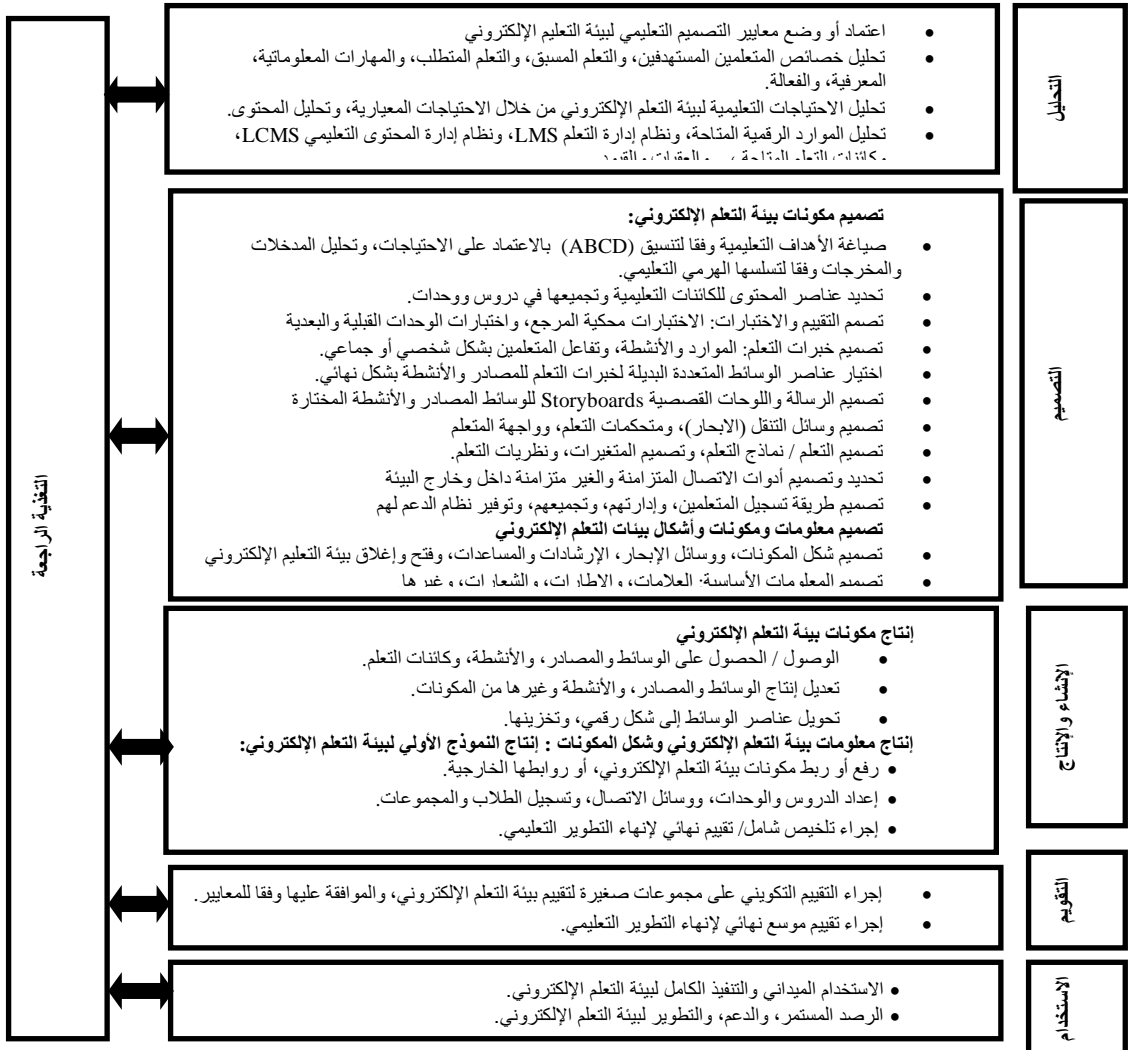 التحليل
• اعتماد أو وضع معايير التصميم التعليمي لبيئة التعليم الإلكتروني
• تحليل خصائص المتعلمين المستهدفين، والتعلم المسبق، والتعلم المتطلب، والمهارات المعلوماتية،
المعرفية، والفعالة.
• تحليل الاحتياجات التعليمية لبيئة التعلم الإلكتروني من خلال الاحتياجات المعيارية، وتحليل المحتوى.
• تحليل الموارد الرقمية المتاحة، ونظام إدارة التعلم LMS، ونظام إدارة المحتوى التعليمي LCMS،
وكائنات التعلم المتاحة، والعقبات والقيود
التصميم
تصميم مكونات بيئة التعلم الإلكتروني:
• صياغة الأهداف التعليمية وفقا لتنسيق (ABCD) بالاعتماد على الاحتياجات، وتحليل المدخلات
والمخرجات وفقا لتسلسها الهرمي التعليمي.
• تحديد عناصر المحتوى للكائنات التعليمية وتجميعها في دروس ووحدات.
• تصمم التقييم والاختبارات: الاختبارات محكية المرجع، واختبارات الوحدات القبلية والبعدية
• تصميم خبرات التعلم: الموارد والأنشطة، وتفاعل المتعلمين بشكل شخصي أو جماعي.
• اختيار عناصر الوسائط المتعددة البديلة لخبرات التعلم للمصادر والأنشطة بشكل نهائي.
• تصميم الرسالة واللوحات القصصية Storyboards للوسائط المصادر والأنشطة المختارة
• تصميم وسائل التنقل (الابحار)، ومتحكمات التعلم، وواجهة المتعلم
• تصميم التعلم / نماذج التعلم، وتصميم المتغيرات، ونظريات التعلم.
• تحديد وتصميم أدوات الاتصال المتزامنة والغير متزامنة داخل وخارج البيئة
• تصميم طريقة تسجيل المتعلمين، وإدارتهم، وتجميعهم، وتوفير نظام الدعم لهم
تصميم معلومات ومكونات وأشكال بيئات التعلم الإلكتروني
• تصميم شكل المكونات، ووسائل الإبحار، الإرشادات والمساعدات، وفتح وإغلاق بيئة التعليم الإلكتروني
• تصميم المعلومات الأساسية: العلامات، والاطارات، والشعارات، وغيرها
الإنشاء والإنتاج
إنتاج مكونات بيئة التعلم الإلكتروني
• الوصول / الحصول على الوسائط والمصادر، والأنشطة، وكائنات التعلم.
• تعديل إنتاج الوسائط والمصادر، والأنشطة وغيرها من المكونات.
• تحويل عناصر الوسائط إلى شكل رقمي، وتخزينها.
إنتاج معلومات بيئة التعلم الإلكتروني وشكل المكونات : إنتاج النموذج الأولي لبيئة التعلم الإلكتروني:
• رفع أو ربط مكونات بيئة التعلم الإلكتروني، أو روابطها الخارجية.
• إعداد الدروس والوحدات، ووسائل الاتصال، وتسجيل الطلاب والمجموعات.
• إجراء تلخيص شامل/ تقييم نهائي لإنهاء التطوير التعليمي.
التقويم
• إجراء التقييم التكويني على مجموعات صغيرة لتقييم بيئة التعلم الإلكتروني، والموافقة عليها وفقا للمعايير.
• إجراء تقييم موسع نهائي لإنهاء التطوير التعليمي.
الاستخدام
• الاستخدام الميداني والتنفيذ الكامل لبيئة التعلم الإلكتروني.
• الرصد المستمر، والدعم، والتطوير لبيئة التعلم الإلكتروني.
التغذية الراجعة